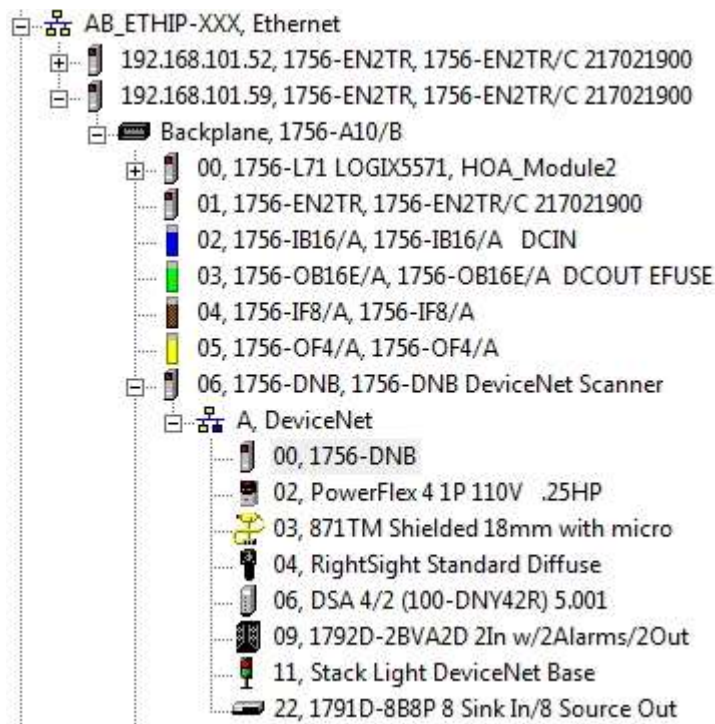 AB_ETHIP-XXX, Ethernet
192.168.101.52, 1756-EN2TR, 1756-EN2TR/C 217021900
192.168.101.59, 1756-EN2TR, 1756-EN2TR/C 217021900
Backplane, 1756-A10/B
00, 1756-L71 LOGIX5571, HOA_Module2
01, 1756-EN2TR, 1756-EN2TR/C 217021900
02, 1756-IB16/A, 1756-IB16/A DCIN
03, 1756-OB16E/A, 1756-OB16E/A DCOUT EFUSE
04, 1756-IF8/A, 1756-IF8/A
05, 1756-OF4/A, 1756-OF4/A
06, 1756-DNB, 1756-DNB DeviceNet Scanner
A, DeviceNet
00, 1756-DNB
02, PowerFlex 4 1P 110V .25HP
03, 871TM Shielded 18mm with micro
04, RightSight Standard Diffuse
06, DSA 4/2 (100-DNY42R) 5.001
09, 1792D-2BVA2D 2In w/2Alarms/2Out
11, Stack Light DeviceNet Base
22, 1791D-8B8P 8 Sink In/8 Source Out